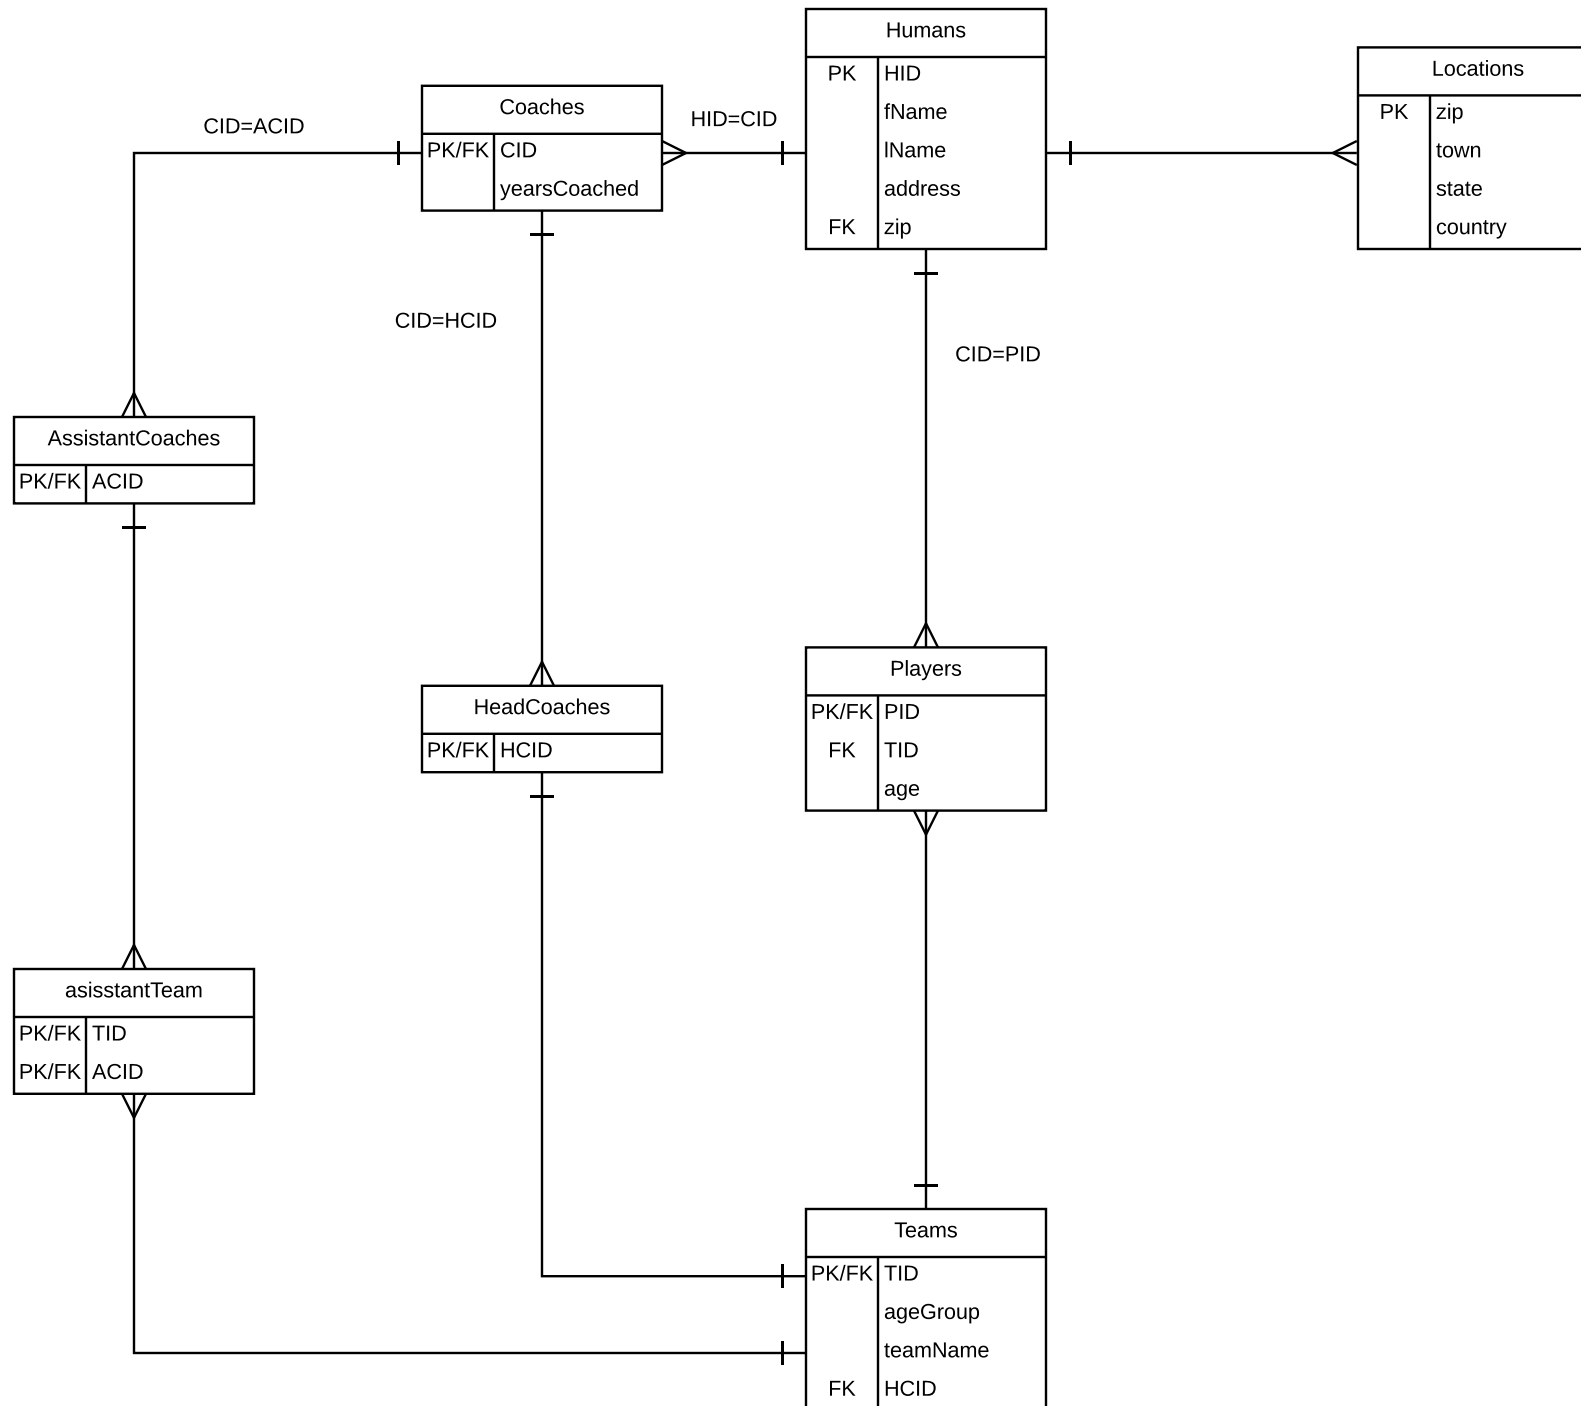 Humans
PK HID
fName
lName
address
FK zip
Locations
PK zip
town
state
country
Coaches
PK/FK CID
yearsCoached
CID=ACID
HID=CID
CID=HCID
CID=PID
AssistantCoaches
PK/FK ACID
HeadCoaches
PK/FK HCID
Players
PK/FK PID
FK TID
age
asisstantTeam
PK/FK TID
PK/FK ACID
Teams
PK/FK TID
ageGroup
teamName
FK HCID